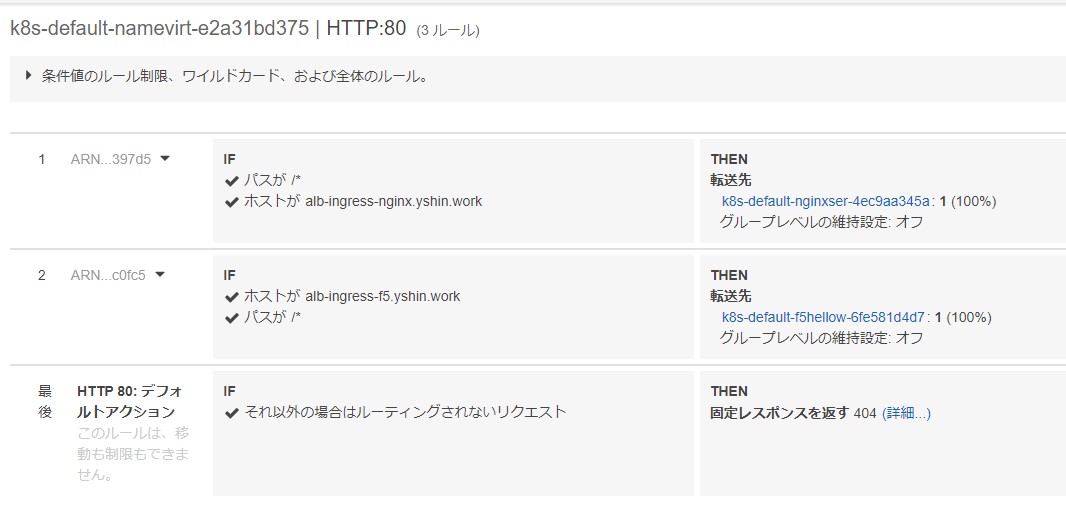 k8s-default-namevirt-e2a31bd375 | HTTP:80 (3 ルール)
条件値のルール制限、ワイルドカード、および全体のルール。
1
ARN...397d5
IF
パスが /*
ホストが alb-ingress-nginx.yshin.work
THEN
転送先
k8s-default-nginxser-4ec9aa345a: 1 (100%)
グループレベルの維持設定: オフ
2
ARN...c0fc5
IF
ホストが alb-ingress-f5.yshin.work
パスが /*
THEN
転送先
k8s-default-f5hellow-6fe581d4d7: 1 (100%)
グループレベルの維持設定: オフ
最
後
HTTP 80: デフォ
ルトアクション
このルールは、移
動も制限もできま
せん。
IF
それ以外の場合はルーティングされないリクエスト
THEN
固定レスポンスを返す 404 (詳細...)